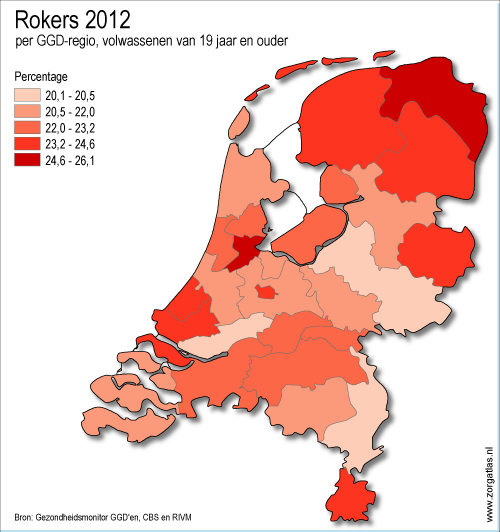 Rokers 2012
per GGD-regio, volwassenen van 19 jaar en ouder
Percentage
20,1 - 20,5
20,5 - 22,0
22,0 - 23,2
23,2 - 24,6
24,6 - 26,1
www.zorgatlas.nl
Bron: Gezondheidsmonitor GGD'en, CBS en RIVM